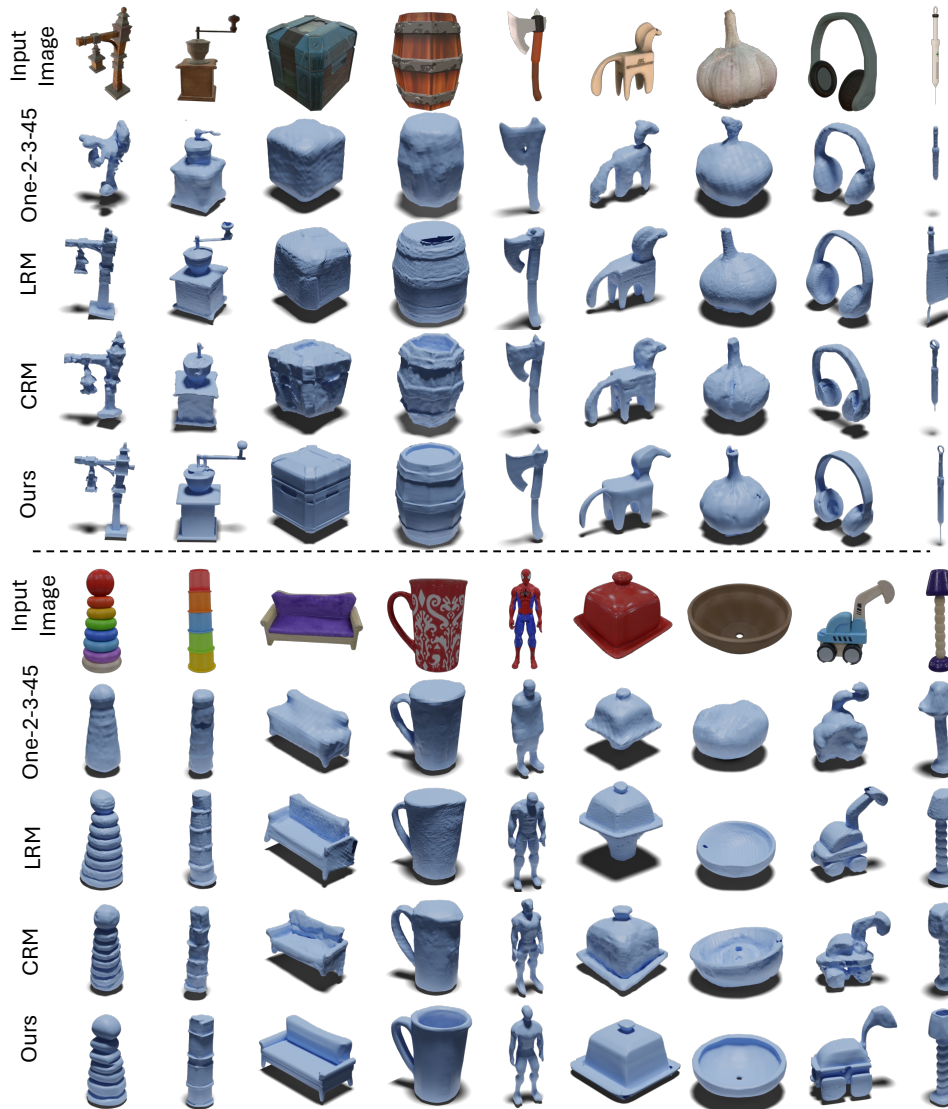 Input
Image
One-2-3-45
LRM
CRM
Ours
Input
Image
One-2-3-45
LRM
CRM
Ours